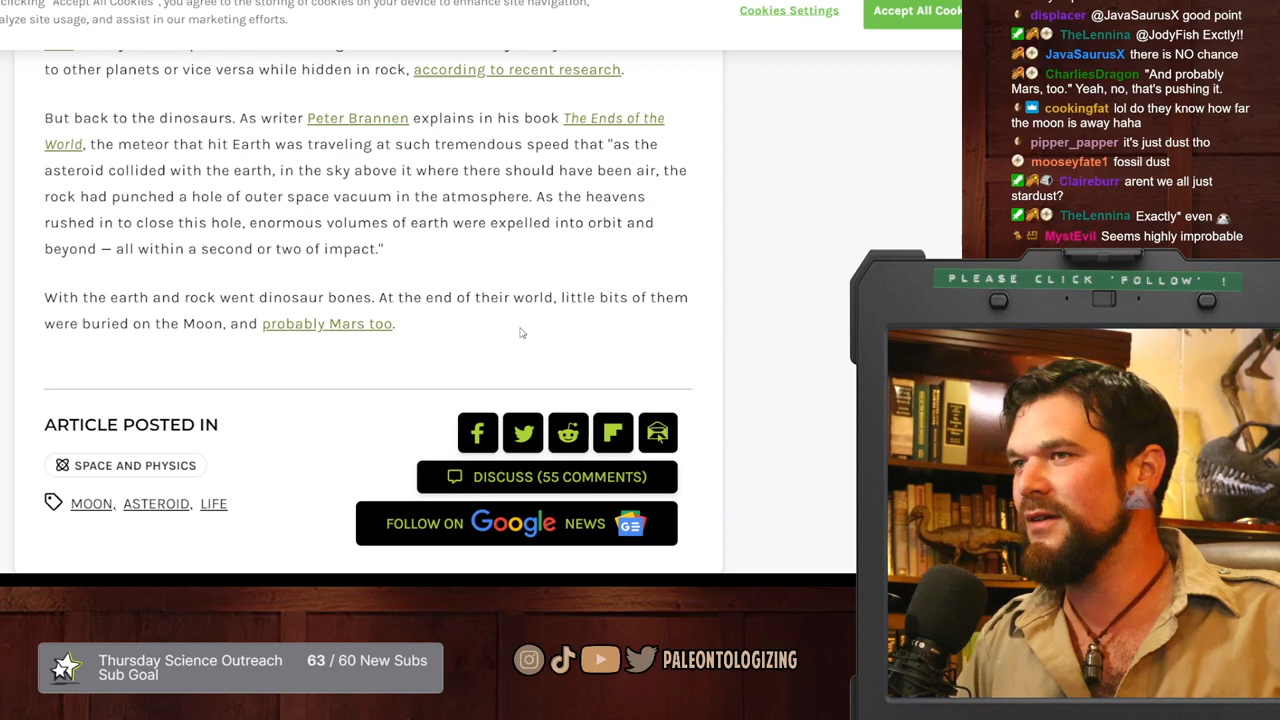 clicking "Accept All Cookies", you agree to the storing of cookies on your device to enhance site navigation,
alyze site usage, and assist in our marketing efforts.
Cookies Settings
Accept All Cook
to other planets or vice versa while hidden in rock, according to recent research.
But back to the dinosaurs. As writer Peter Brannen explains in his book The Ends of the
World, the meteor that hit Earth was traveling at such tremendous speed that "as the
asteroid collided with the earth, in the sky above it where there should have been air, the
rock had punched a hole of outer space vacuum in the atmosphere. As the heavens
rushed in to close this hole, enormous volumes of earth were expelled into orbit and
beyond — all within a second or two of impact."
With the earth and rock went dinosaur bones. At the end of their world, little bits of them
were buried on the Moon, and probably Mars too.
ARTICLE POSTED IN
SPACE AND PHYSICS
MOON, ASTEROID, LIFE
DISCUSS (55 COMMENTS)
FOLLOW ON Google NEWS
displacer @JavaSaurusX good point
TheLennina @JodyFish Exctly!!
JavaSaurusX there is NO chance
CharliesDragon "And probably
Mars, too." Yeah, no, that's pushing it.
cookingfat lol do they know how far
the moon is away haha
pipper_papper it's just dust tho
mooseyfate1 fossil dust
Claireburr arent we all just
stardust?
TheLennina Exactly* even
MystEvil Seems highly improbable
PLEASE CLICK 'FOLLOW' !
Thursday Science Outreach
Sub Goal
63 / 60 New Subs
PALEONTOLOGIZING